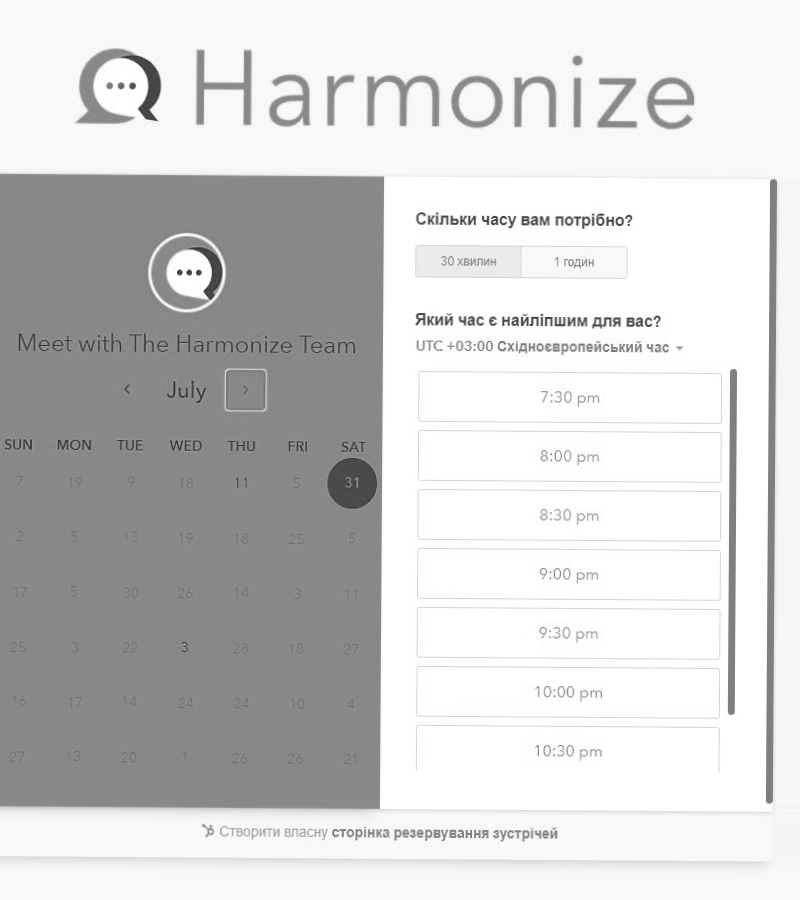 Harmonize
Meet with The Harmonize Team
July
SUN MON TUE WED THU FRI SAT
7 19 9 18 11 5 31
2 5 13 19 18 25 5
17 5 30 26 14 3 11
25 3 22 3 28 18 27
16 17 14 24 24 10 4
27 13 20 1 26 26 21
Скільки часу вам потрібно?
30 хвилин 1 годин
Який час є найліпшим для вас?
UTC +03:00 Східноєвропейський час
7:30 pm
8:00 pm
8:30 pm
9:00 pm
9:30 pm
10:00 pm
10:30 pm
Створити власну сторінка резервування зустрічей